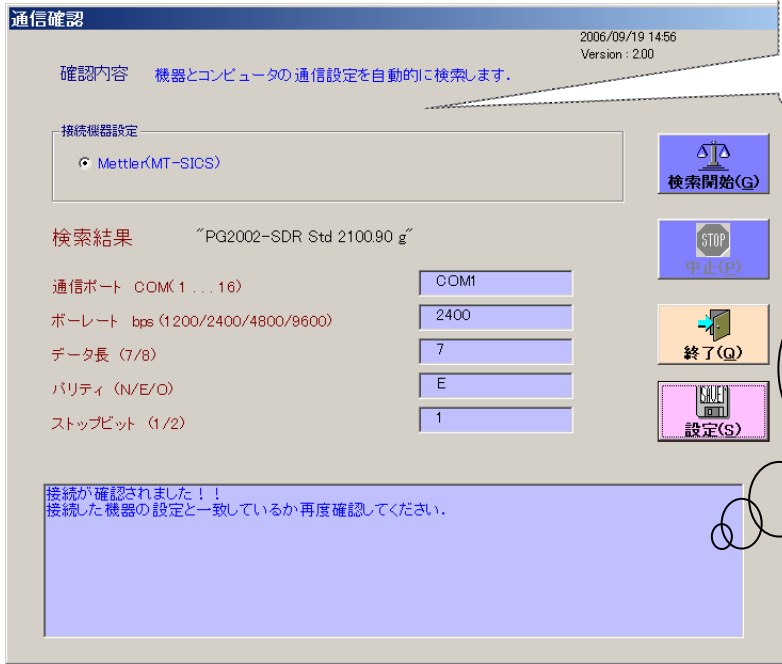 通信確認
2006/09/19 14:56
Version : 2.00
確認内容 機器とコンピュータの通信設定を自動的に検索します.
接続機器設定
Mettler(MT-SICS)
検索開始(G)
検索結果 "PG2002-SDR Std 2100.90 g"
STOP
中止(P)
通信ポート COM(1...16) COM1
ボーレート bps (1200/2400/4800/9600) 2400
データ長 (7/8) 7
終了(Q)
パリティ (N/E/O) E
SAVE!
ストップビット (1/2) 1
設定(S)
接続が確認されました!!
接続した機器の設定と一致しているか再度確認してください.